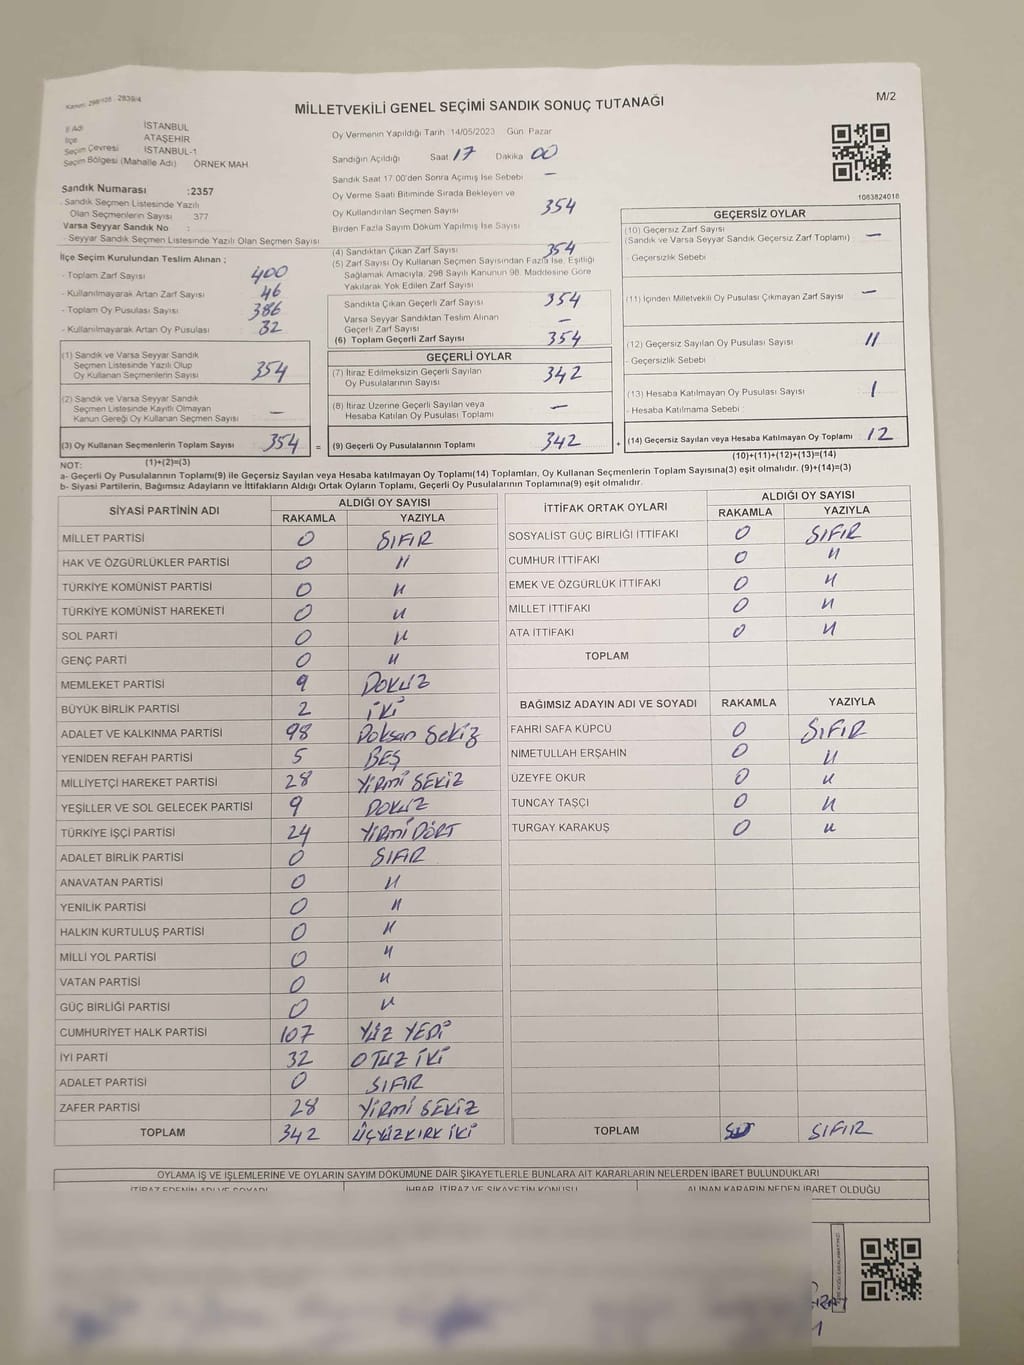 Kanun: 298/105 2839/4
MİLLETVEKİLİ GENEL SEÇİMİ SANDIK SONUÇ TUTANAĞI
M/2
İl Adı İSTANBUL
İlçe ATAŞEHİR
Seçim Çevresi İSTANBUL-1
Seçim Bölgesi (Mahalle Adı) ÖRNEK MAH.
Sandık Numarası :2357
Sandık Seçmen Listesinde Yazılı
Olan Seçmenlerin Sayısı : 377
Varsa Seyyar Sandık No :
- Seyyar Sandık Seçmen Listesinde Yazılı Olan Seçmen Sayısı
İlçe Seçim Kurulundan Teslim Alınan ;
- Toplam Zarf Sayısı 400
- Kullanılmayarak Artan Zarf Sayısı 46
- Toplam Oy Pusulası Sayısı 386
- Kullanılmayarak Artan Oy Pusulası 32
(1) Sandık ve Varsa Seyyar Sandık
Seçmen Listesinde Yazılı Olup
Oy Kullanan Seçmenlerin Sayısı 354
(2) Sandık ve Varsa Seyyar Sandık
Seçmen Listesinde Kayıtlı Olmayan
Kanun Gereği Oy Kullanan Seçmen Sayısı —
(3) Oy Kullanan Seçmenlerin Toplam Sayısı 354 =
(1)+(2)=(3)
Oy Vermenin Yapıldığı Tarih : 14/05/2023 Gün Pazar
Sandığın Açıldığı Saat 17 Dakika 00
Sandık Saat 17.00'den Sonra Açımış İse Sebebi —
Oy Verme Saati Bitiminde Sırada Bekleyen ve
Oy Kullandırılan Seçmen Sayısı 354
Birden Fazla Sayım Döküm Yapılmış İse Sayısı
(4) Sandıktan Çıkan Zarf Sayısı 354
(5) Zarf Sayısı Oy Kullanan Seçmen Sayısından Fazla İse, Eşitliği
Sağlamak Amacıyla, 298 Sayılı Kanunun 98. Maddesine Göre
Yakılarak Yok Edilen Zarf Sayısı
Sandıkta Çıkan Geçerli Zarf Sayısı 354
Varsa Seyyar Sandıktan Teslim Alınan
Geçerli Zarf Sayısı —
(6) Toplam Geçerli Zarf Sayısı 354
GEÇERLİ OYLAR
(7) İtiraz Edilmeksizin Geçerli Sayılan
Oy Pusulalarının Sayısı 342
(8) İtiraz Üzerine Geçerli Sayılan veya
Hesaba Katılan Oy Pusulası Toplamı —
(9) Geçerli Oy Pusulalarının Toplamı 342 +
1083824018
GEÇERSİZ OYLAR
(10) Geçersiz Zarf Sayısı
(Sandık ve Varsa Seyyar Sandık Geçersiz Zarf Toplamı) —
- Geçersizlik Sebebi
(11) İçinden Milletvekili Oy Pusulası Çıkmayan Zarf Sayısı —
(12) Geçersiz Sayılan Oy Pusulası Sayısı 11
- Geçersizlik Sebebi
(13) Hesaba Katılmayan Oy Pusulası Sayısı 1
- Hesaba Katılmama Sebebi :
(14) Geçersiz Sayılan veya Hesaba Katılmayan Oy Toplamı 12
(10)+(11)+(12)+(13)=(14)
NOT:
a- Geçerli Oy Pusulalarının Toplamı(9) ile Geçersiz Sayılan veya Hesaba katılmayan Oy Toplamı(14) Toplamları, Oy Kullanan Seçmenlerin Toplam Sayısına(3) eşit olmalıdır. (9)+(14)=(3)
b- Siyasi Partilerin, Bağımsız Adayların ve İttifakların Aldığı Ortak Oyların Toplamı, Geçerli Oy Pusulalarının Toplamına(9) eşit olmalıdır.
SİYASİ PARTİNİN ADI ALDIĞI OY SAYISI
RAKAMLA YAZIYLA
MİLLET PARTİSİ 0 SIFIR
HAK VE ÖZGÜRLÜKLER PARTİSİ 0 "
TÜRKİYE KOMÜNİST PARTİSİ 0 "
TÜRKİYE KOMÜNİST HAREKETİ 0 "
SOL PARTİ 0 "
GENÇ PARTİ 0 "
MEMLEKET PARTİSİ 9 DOKUZ
BÜYÜK BİRLİK PARTİSİ 2 İKİ
ADALET VE KALKINMA PARTİSİ 98 Doksan Sekiz
YENİDEN REFAH PARTİSİ 5 BEŞ
MİLLİYETÇİ HAREKET PARTİSİ 28 YİRMİ SEKİZ
YEŞİLLER VE SOL GELECEK PARTİSİ 9 DOKUZ
TÜRKİYE İŞÇİ PARTİSİ 24 YİRMİ DÖRT
ADALET BİRLİK PARTİSİ 0 SIFIR
ANAVATAN PARTİSİ 0 "
YENİLİK PARTİSİ 0 "
HALKIN KURTULUŞ PARTİSİ 0 "
MİLLİ YOL PARTİSİ 0 "
VATAN PARTİSİ 0 "
GÜÇ BİRLİĞİ PARTİSİ 0 "
CUMHURİYET HALK PARTİSİ 107 YÜZ YEDİ
İYİ PARTİ 32 OTUZ İKİ
ADALET PARTİSİ 0 SIFIR
ZAFER PARTİSİ 28 YİRMİ SEKİZ
TOPLAM 342 ÜÇYÜZKIRK İKİ
İTTİFAK ORTAK OYLARI ALDIĞI OY SAYISI
RAKAMLA YAZIYLA
SOSYALİST GÜÇ BİRLİĞİ İTTİFAKI 0 SIFIR
CUMHUR İTTİFAKI 0 "
EMEK VE ÖZGÜRLÜK İTTİFAKI 0 "
MİLLET İTTİFAKI 0 "
ATA İTTİFAKI 0 "
TOPLAM
BAĞIMSIZ ADAYIN ADI VE SOYADI RAKAMLA YAZIYLA
FAHRİ SAFA KÜPCÜ 0 SIFIR
NİMETULLAH ERŞAHİN 0 "
ÜZEYFE OKUR 0 "
TUNCAY TAŞÇI 0 "
TURGAY KARAKUŞ 0 "
TOPLAM SIFIR
OYLAMA İŞ VE İŞLEMLERİNE VE OYLARIN SAYIM DÖKÜMÜNE DAİR ŞİKAYETLERLE BUNLARA AİT KARARLARIN NELERDEN İBARET BULUNDUKLARI
İTİRAZ EDENİN ADI VE SOYADI İHBAR, İTİRAZ VE ŞİKAYETİN KONUSU ALINAN KARARIN NEDEN İBARET OLDUĞU